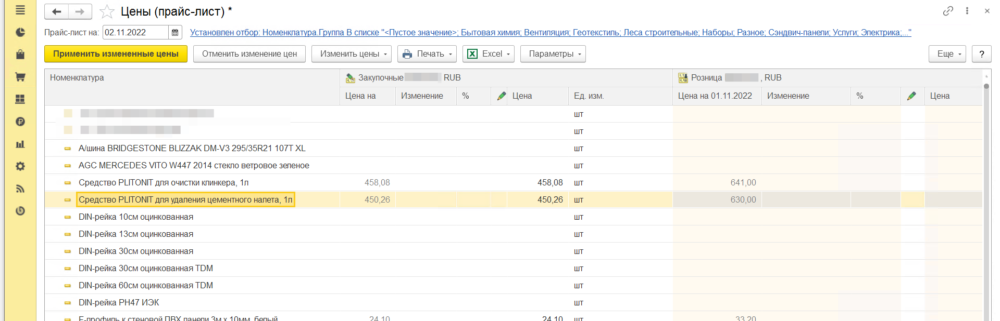 Цены (прайс-лист) *
Прайс-лист на: 02.11.2022 Установлен отбор: Номенклатура.Группа В списке "<Пустое значение>; Бытовая химия; Вентиляция; Геотекстиль; Леса строительные; Наборы; Разное; Сэндвич-панели; Услуги; Электрика;..."
Применить измененные цены Отменить изменение цен Изменить цены Печать Excel Параметры Еще ?
Номенклатура Закупочные RUB Розница , RUB
Цена на Изменение % Цена Ед. изм. Цена на 01.11.2022 Изменение % Цена
шт
шт
А/шина BRIDGESTONE BLIZZAK DM-V3 295/35R21 107T XL шт
AGC MERCEDES VITO W447 2014 стекло ветровое зеленое шт
Средство PLITONIT для очистки клинкера, 1л 458,08 458,08 шт 641,00
Средство PLITONIT для удаления цементного налета, 1л 450,26 450,26 шт 630,00
DIN-рейка 10см оцинкованная шт
DIN-рейка 13см оцинкованная шт
DIN-рейка 30см оцинкованная шт
DIN-рейка 30см оцинкованная TDM шт
DIN-рейка 60см оцинкованная TDM шт
DIN-рейка РН47 ИЭК шт
F-профиль к стеновой ПВХ панели 3м х 10мм, белый 24,10 24,10 шт 33,20